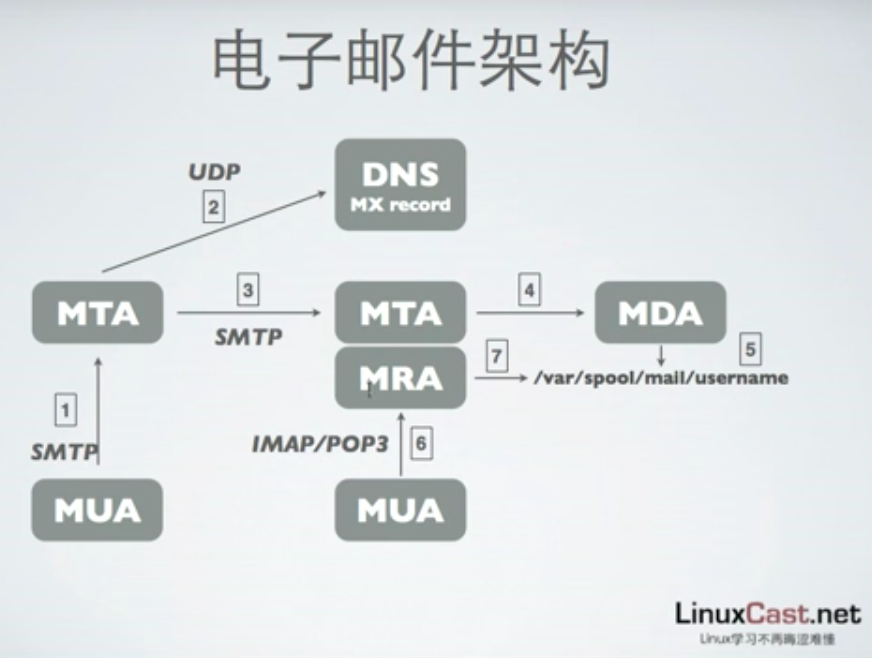 电子邮件架构
UDP
2
DNS
MX record
MTA
3
SMTP
MTA
4
MDA
MRA
7
5
/var/spool/mail/username
1
SMTP
IMAP/POP3
6
MUA
MUA
LinuxCast.net
Linux学习不再晦涩难懂